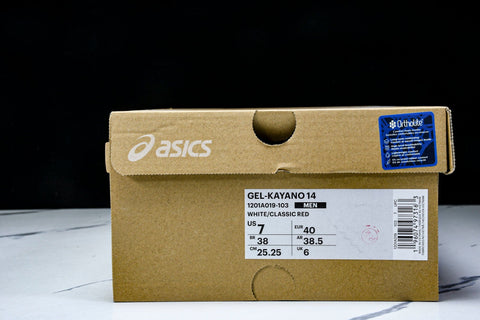 asics
Ortholite
GEL-KAYANO 14
1201A019-103 MEN
WHITE/CLASSIC RED
US 7 EUR 40
BR 38 AR 38.5
CM 25.25 UK 6